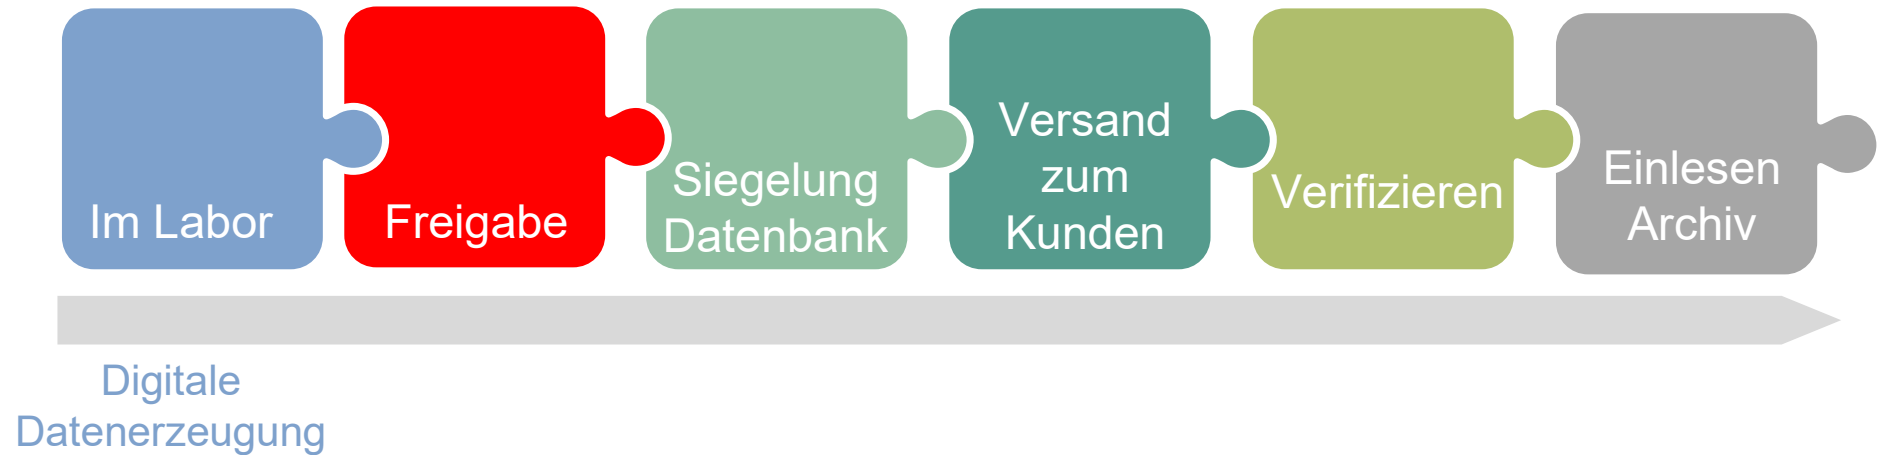 Im Labor
Freigabe
Siegelung
Datenbank
Versand
zum
Kunden
Verifizieren
Einlesen
Archiv
Digitale
Datenerzeugung